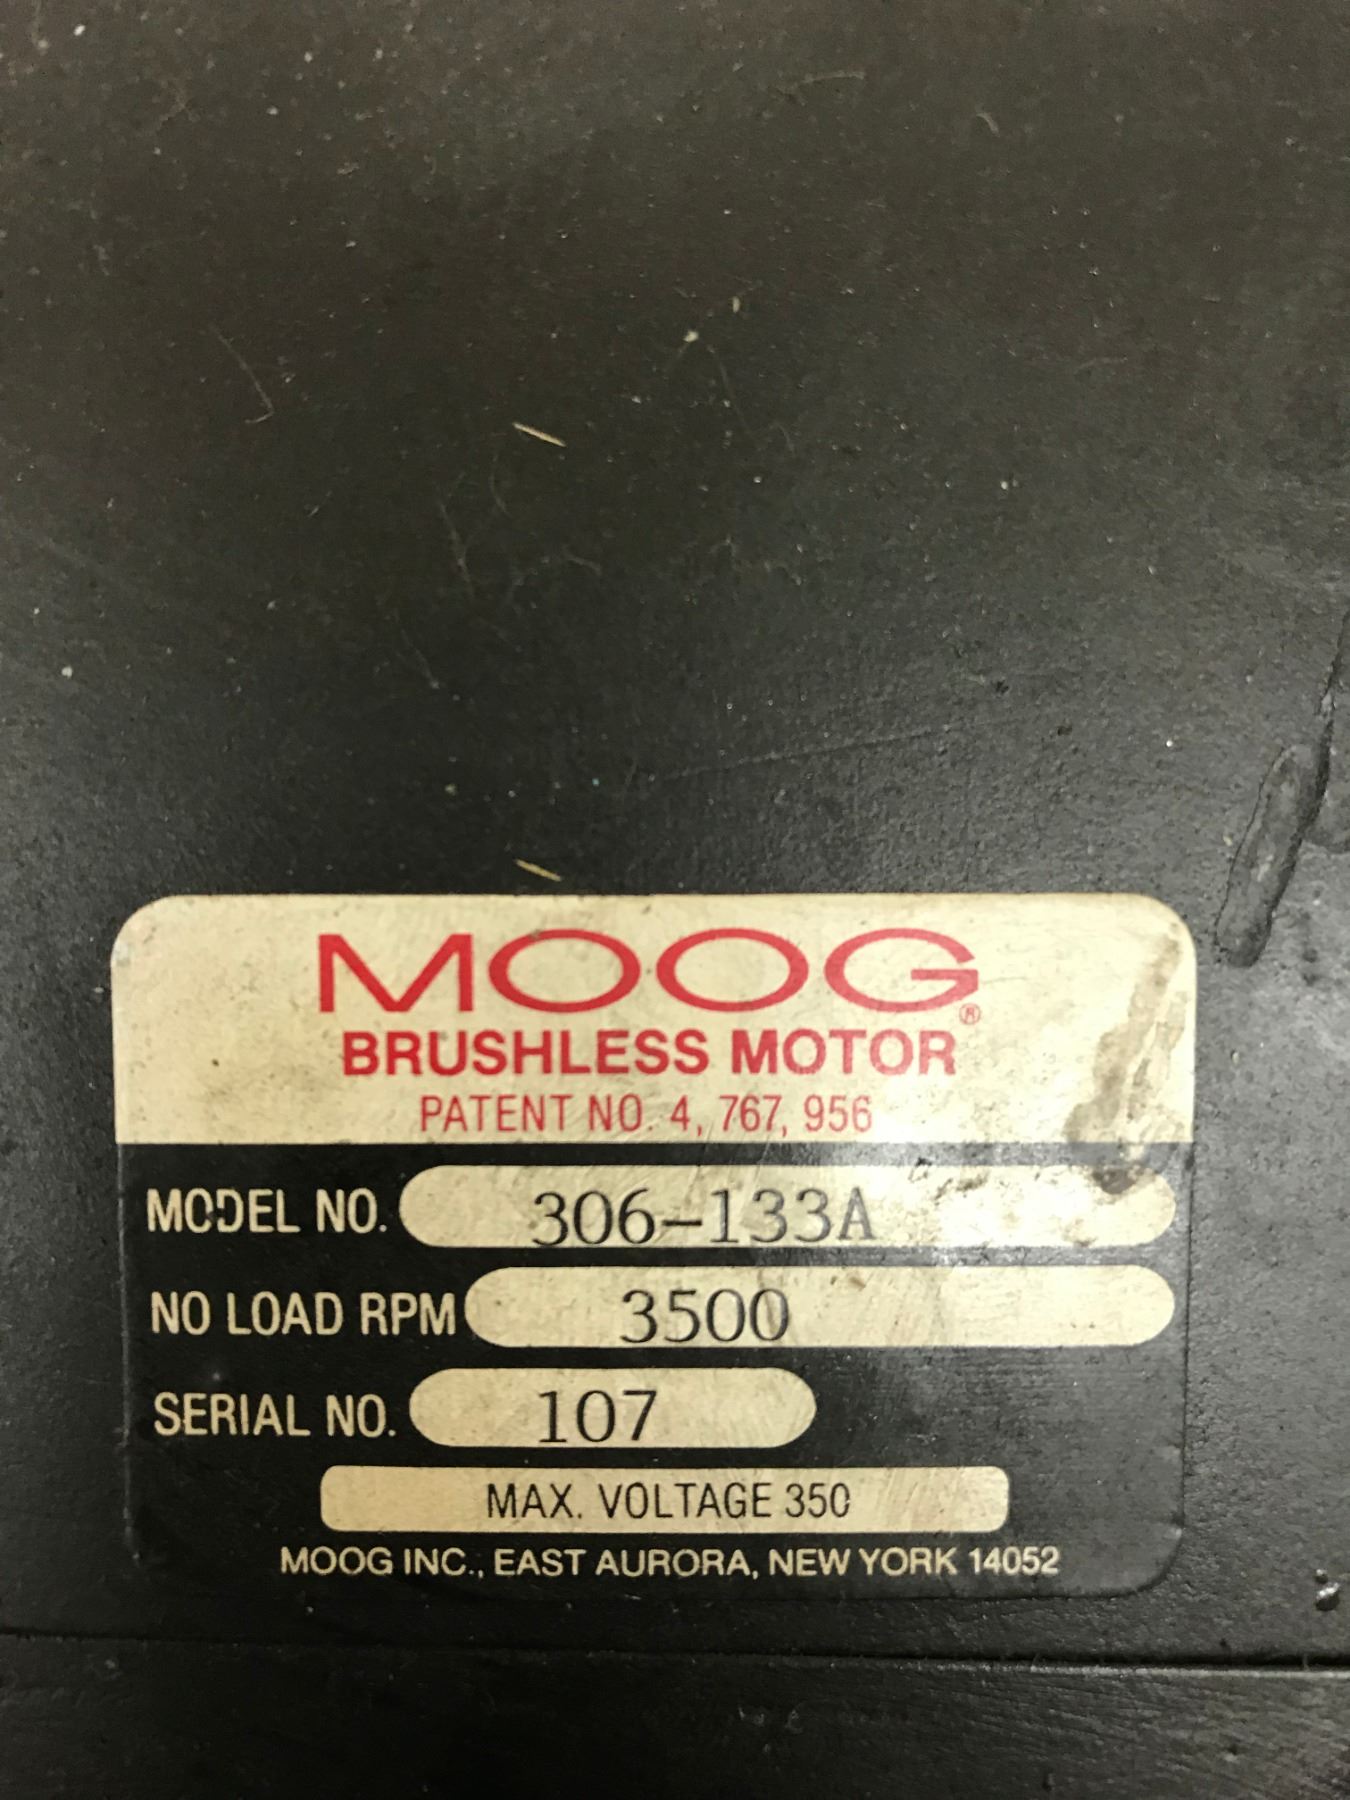 MOOG®
BRUSHLESS MOTOR
PATENT NO. 4, 767, 956
MODEL NO. 306-133A
NO LOAD RPM 3500
SERIAL NO. 107
MAX. VOLTAGE 350
MOOG INC., EAST AURORA, NEW YORK 14052